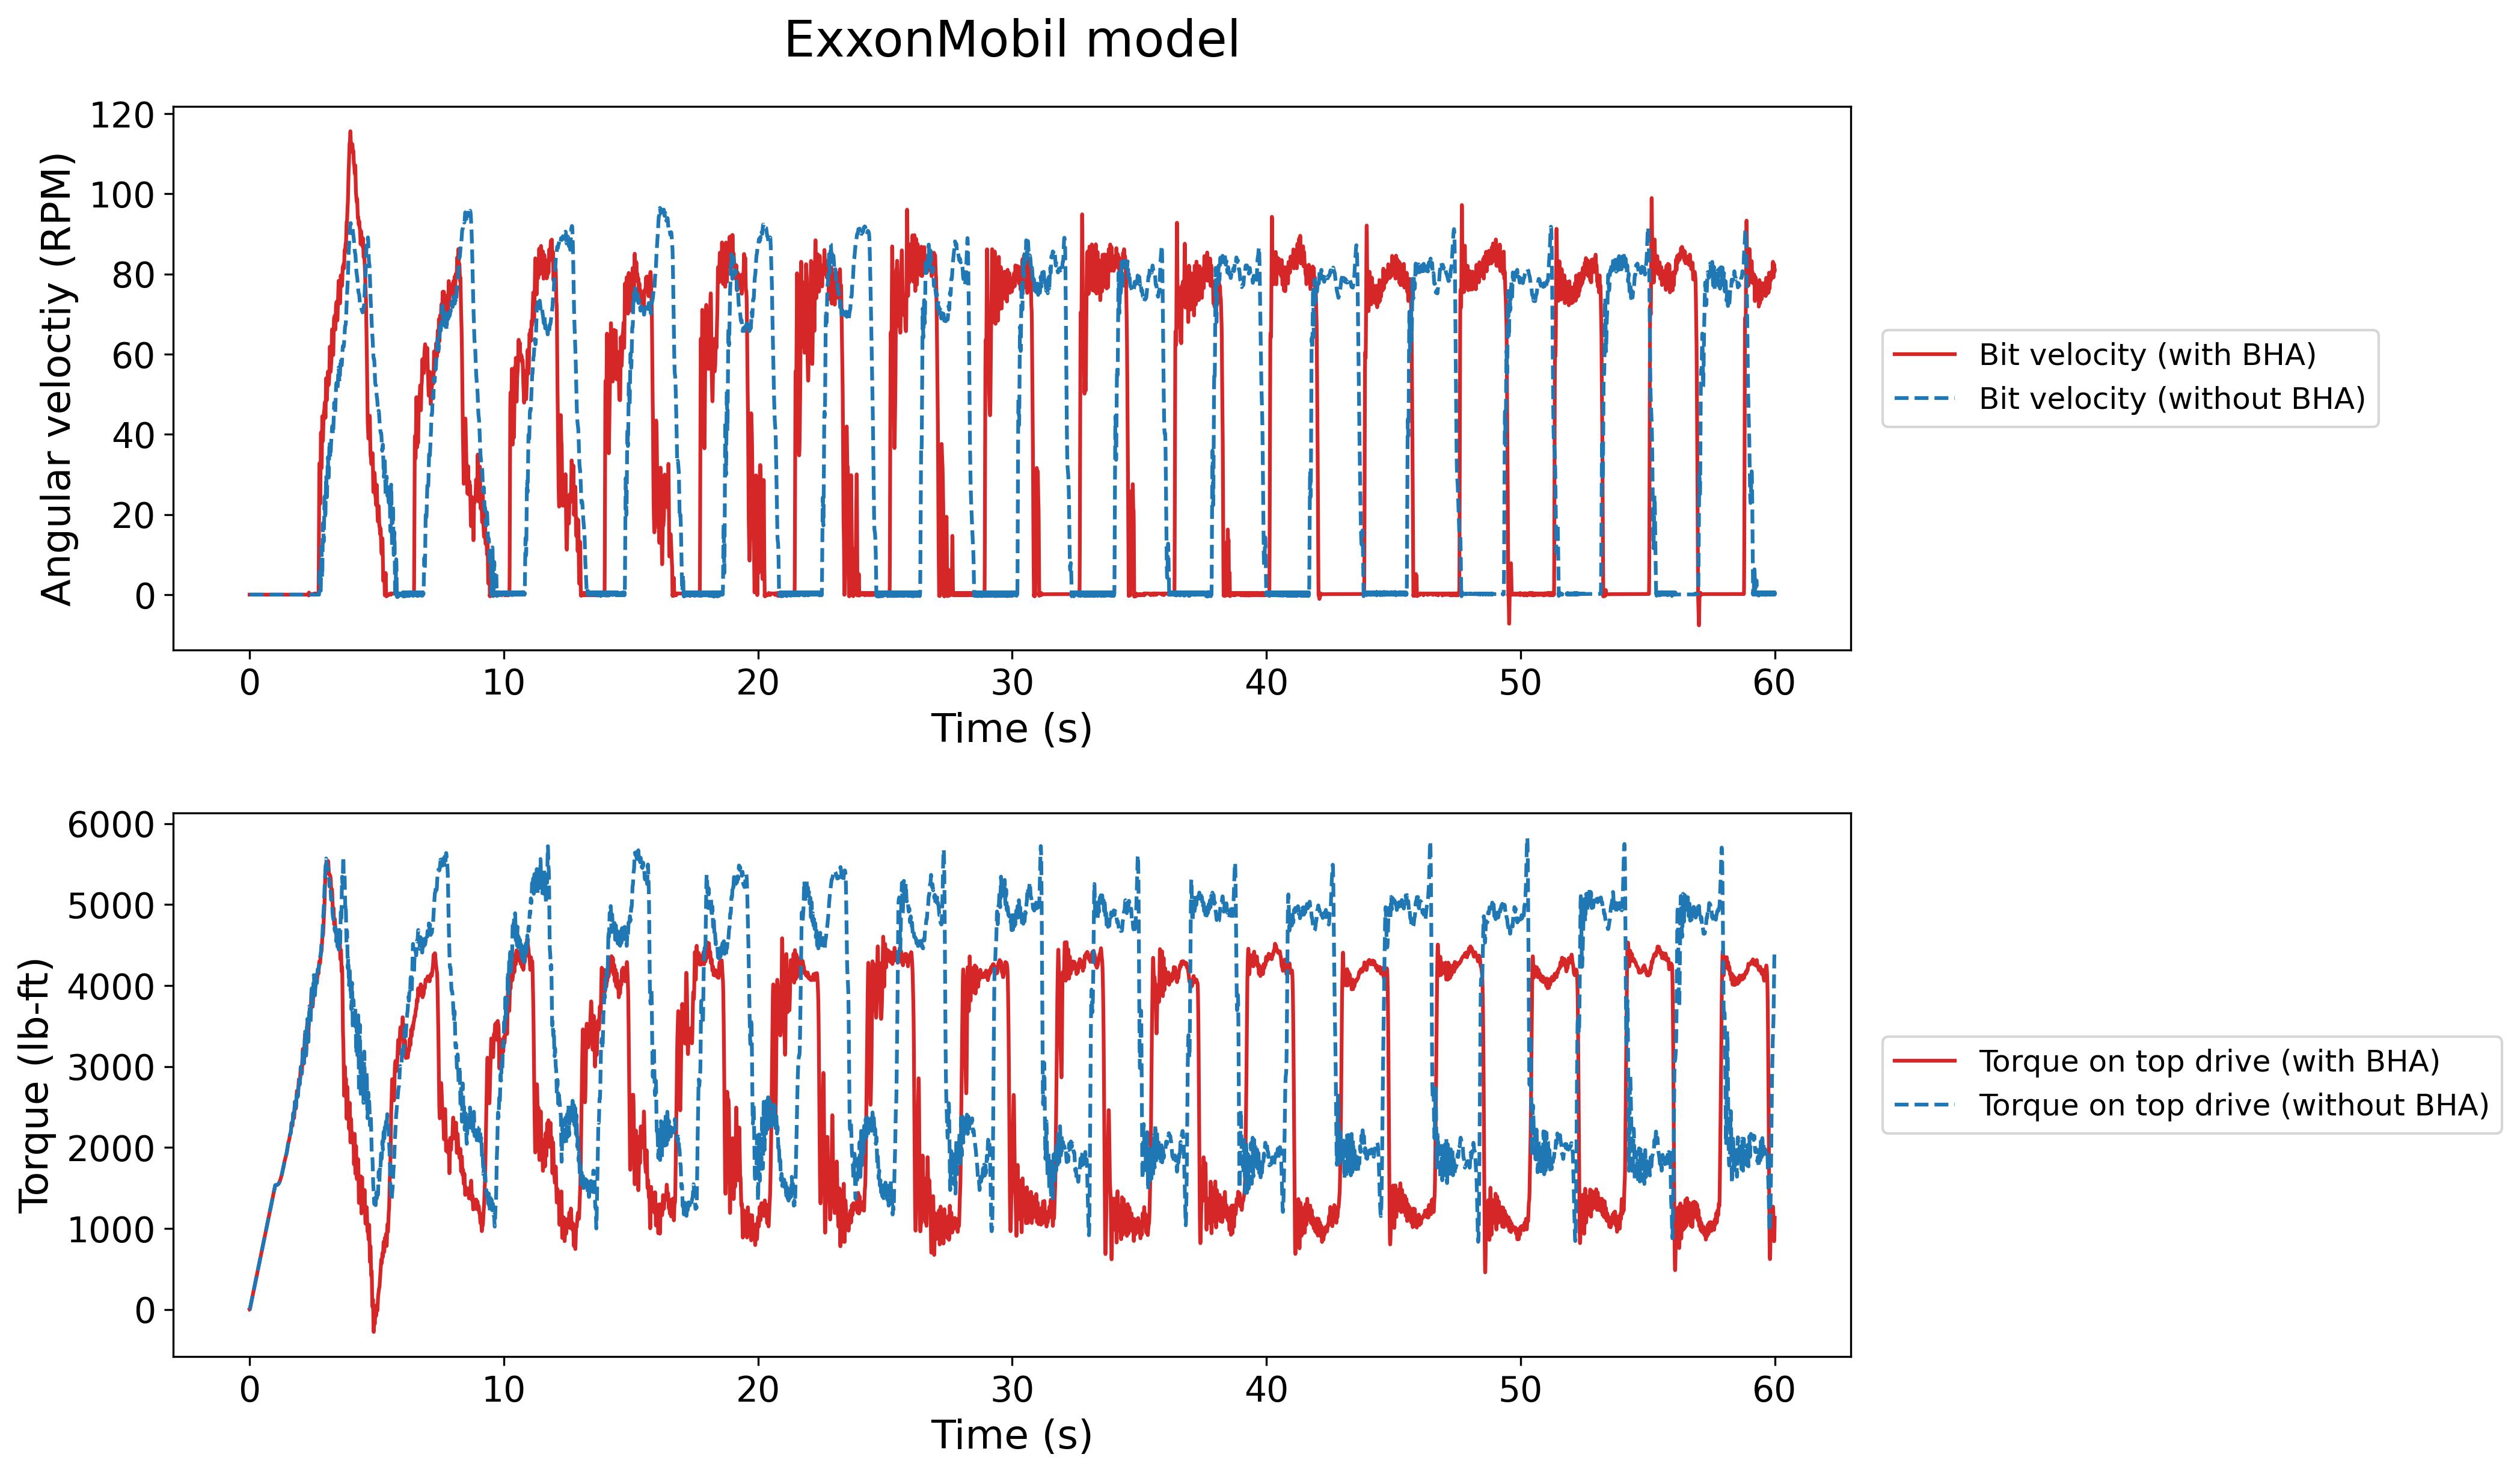 ExxonMobil model
120
100
80
60
40
20
0
Angular veloctiy (RPM)
0 10 20 30 40 50 60
Time (s)
Bit velocity (with BHA)
Bit velocity (without BHA)
6000
5000
4000
3000
2000
1000
0
Torque (lb-ft)
0 10 20 30 40 50 60
Time (s)
Torque on top drive (with BHA)
Torque on top drive (without BHA)